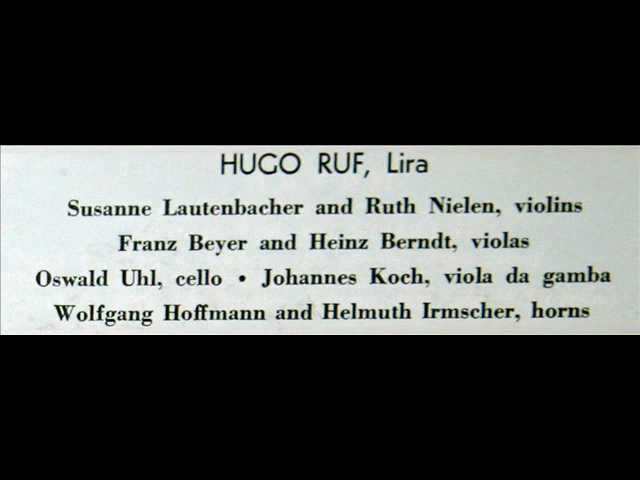 HUGO RUF, Lira
Susanne Lautenbacher and Ruth Nielen, violins
Franz Beyer and Heinz Berndt, violas
Oswald Uhl, cello • Johannes Koch, viola da gamba
Wolfgang Hoffmann and Helmuth Irmscher, horns